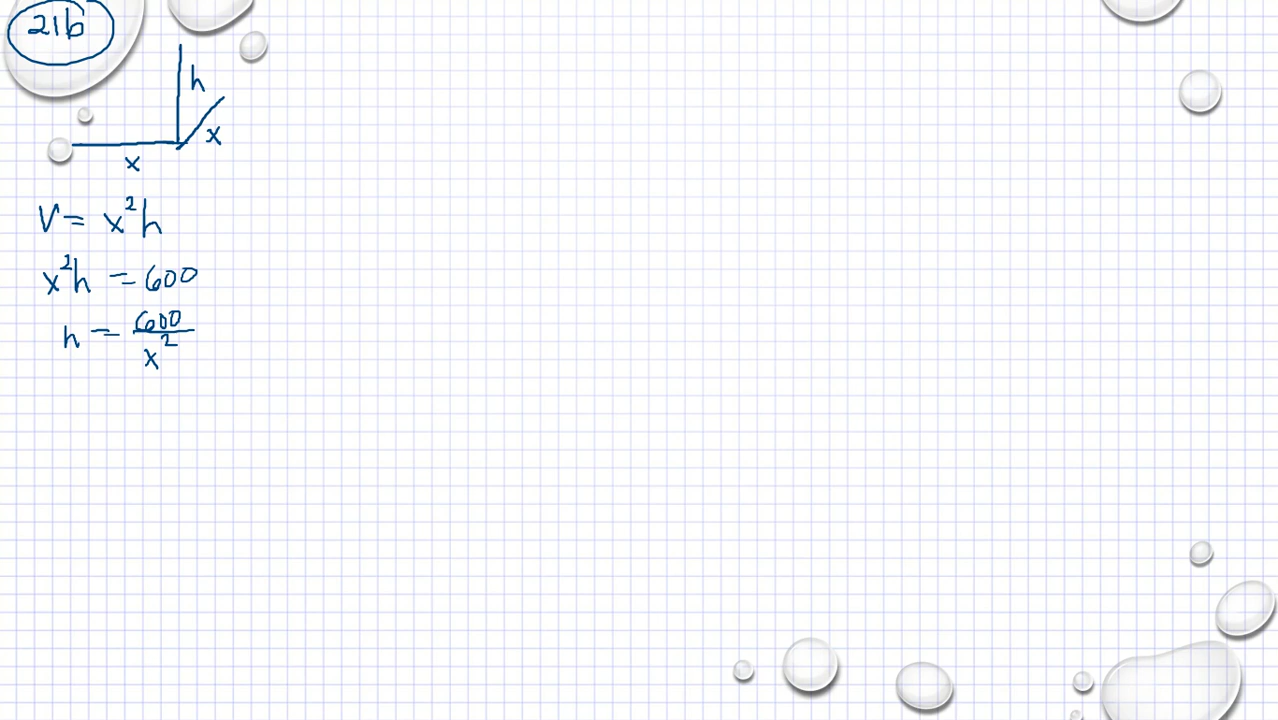 21b
h
x
x
V = x²h
x²h = 600
h = 600/x²